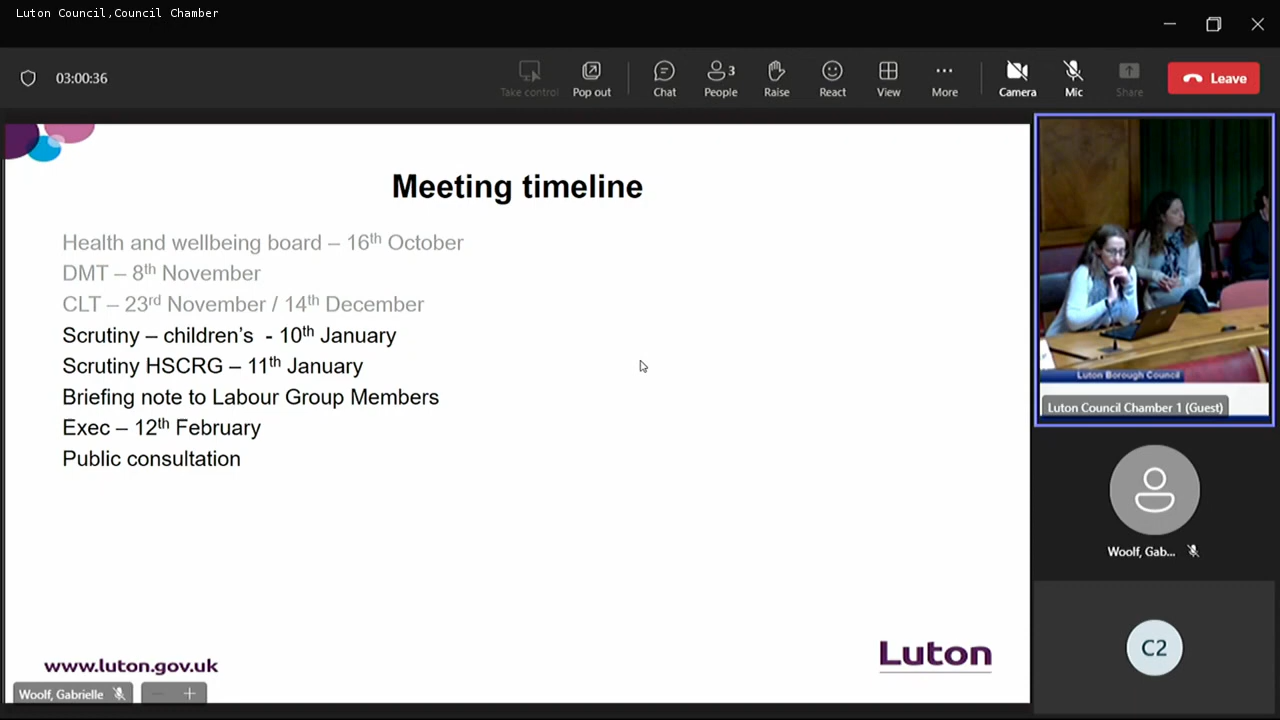 Luton Council,Council Chamber
03:00:36
Take control
Pop out
Chat
People
3
Raise
React
View
More
Camera
Mic
Share
Leave
Meeting timeline
Health and wellbeing board – 16th October
DMT – 8th November
CLT – 23rd November / 14th December
Scrutiny – children's - 10th January
Scrutiny HSCRG – 11th January
Briefing note to Labour Group Members
Exec – 12th February
Public consultation
www.luton.gov.uk
Luton
Woolf, Gabrielle
Luton Borough Council
Luton Council Chamber 1 (Guest)
Woolf, Gab...
C2